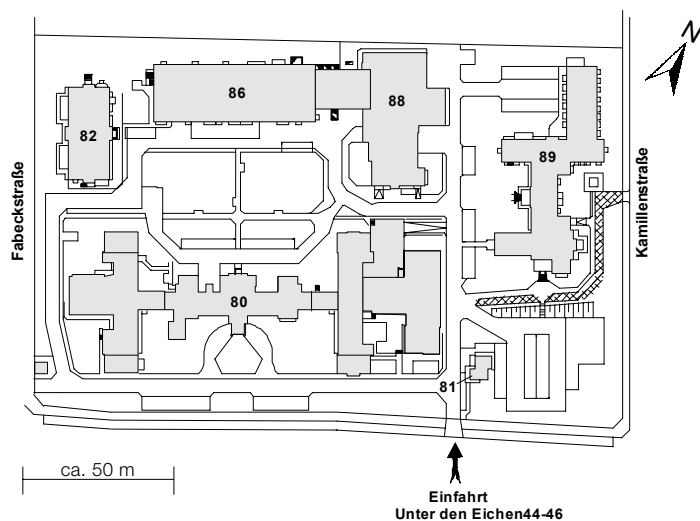 N
86
88
82
89
Fabeckstraße
Kamillenstraße
80
81
ca. 50 m
Einfahrt
Unter den Eichen44-46